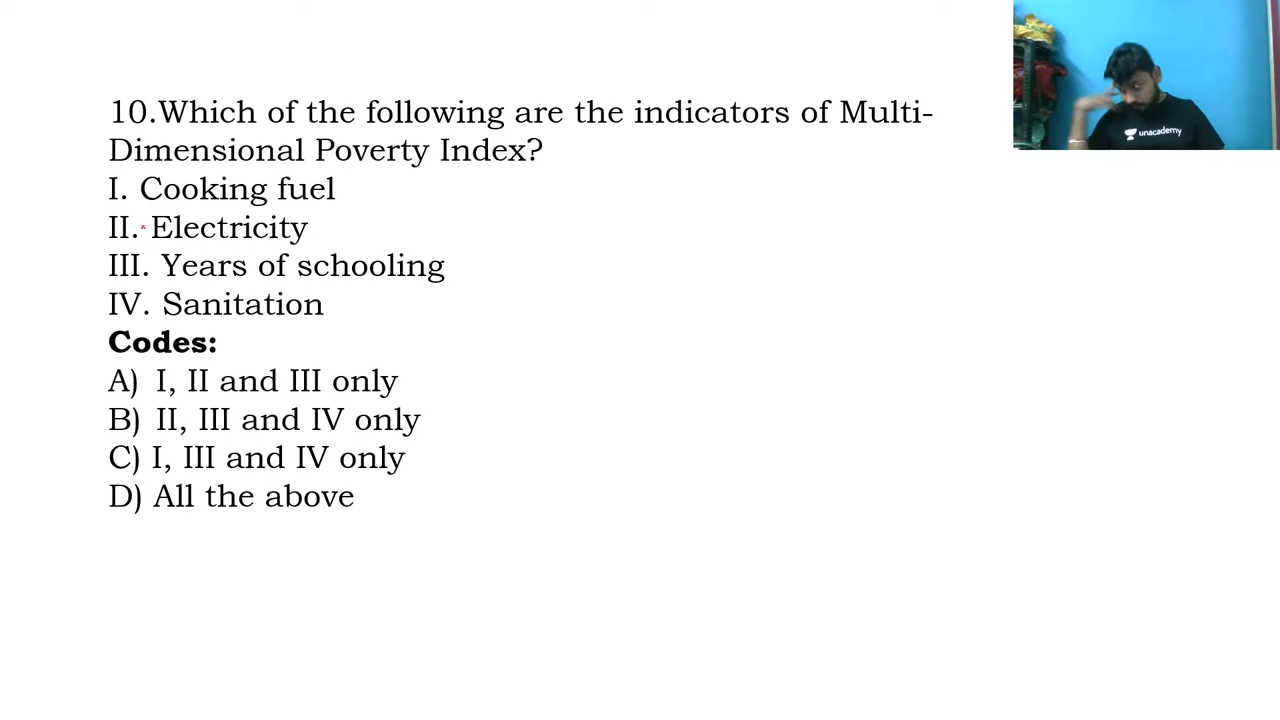 10.Which of the following are the indicators of Multi-
Dimensional Poverty Index?
I. Cooking fuel
II. Electricity
III. Years of schooling
IV. Sanitation
Codes:
A) I, II and III only
B) II, III and IV only
C) I, III and IV only
D) All the above
unacademy